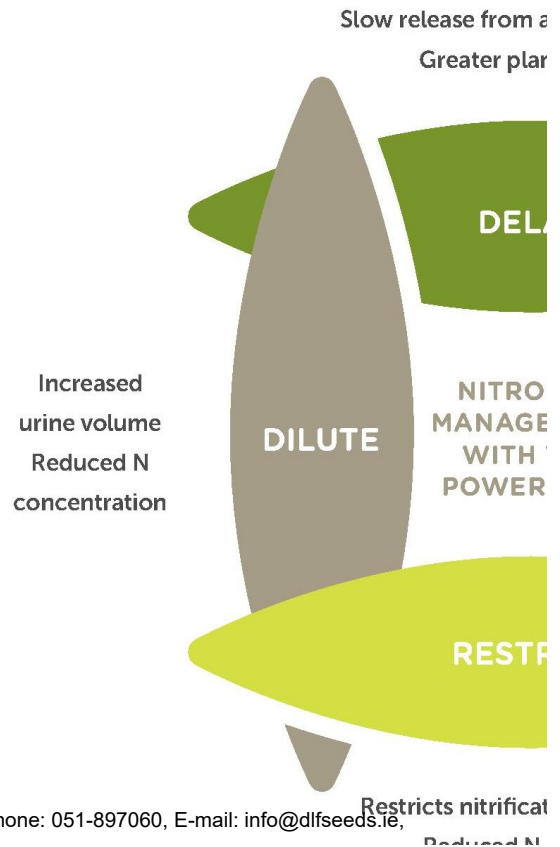 Slow release from a
Greater plan
DELA
Increased
urine volume
Reduced N
concentration
DILUTE
NITRO
MANAGE
WITH
POWER
RESTR
Restricts nitrificat
hone: 051-897060, E-mail: info@dlfseeds.ie,
Reduced N